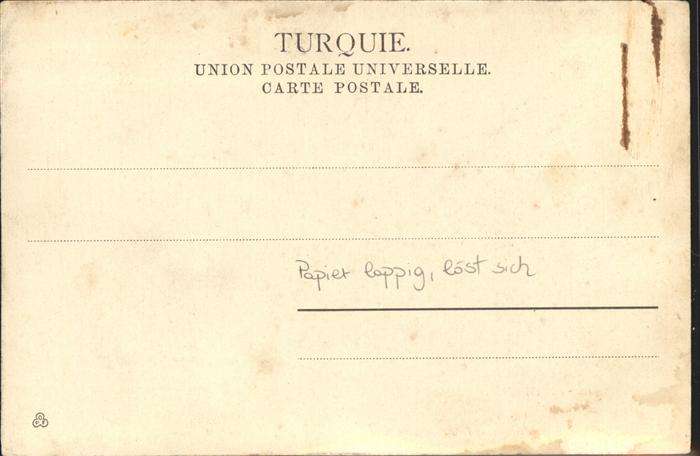 TURQUIE.
UNION POSTALE UNIVERSELLE.
CARTE POSTALE.
Papier lappig, löst sich